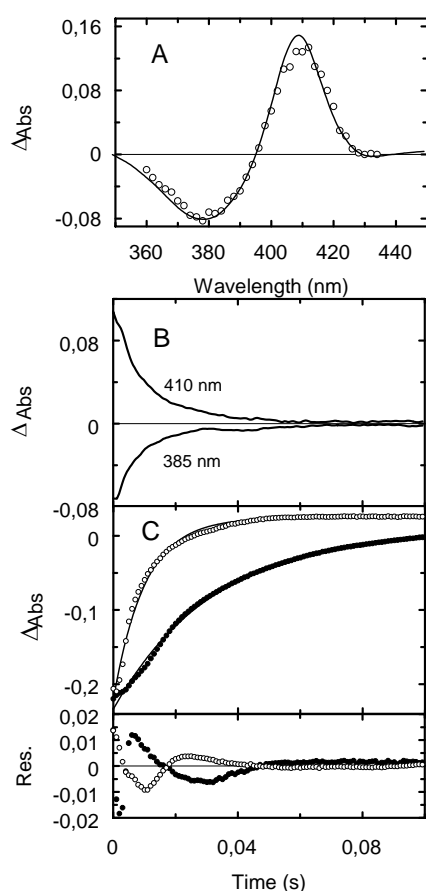 A
0,16
0,08
0
-0,08
ΔAbs
360 380 400 420 440
Wavelength (nm)
B
0,08
0
-0,08
Δ Abs
410 nm
385 nm
C
0
-0,1
-0,2
ΔAbs
0,02
0,01
0
-0,01
-0,02
Res.
0 0,04 0,08
Time (s)